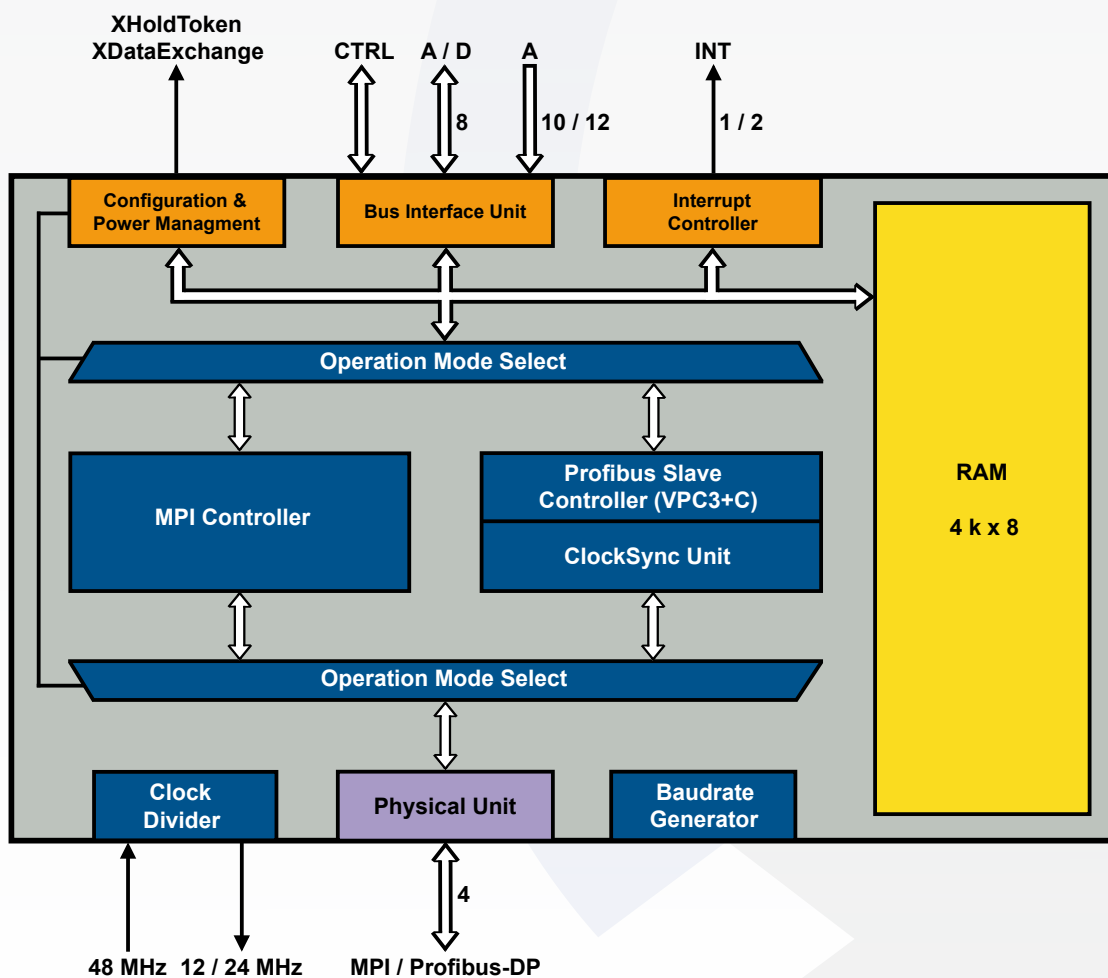 XHoldToken
XDataExchange
CTRL
A / D
A
INT
8
10 / 12
1 / 2
Configuration &
Power Managment
Bus Interface Unit
Interrupt
Controller
Operation Mode Select
MPI Controller
Profibus Slave
Controller (VPC3+C)
ClockSync Unit
RAM
4 k x 8
Operation Mode Select
Clock
Divider
Physical Unit
Baudrate
Generator
4
48 MHz
12 / 24 MHz
MPI / Profibus-DP